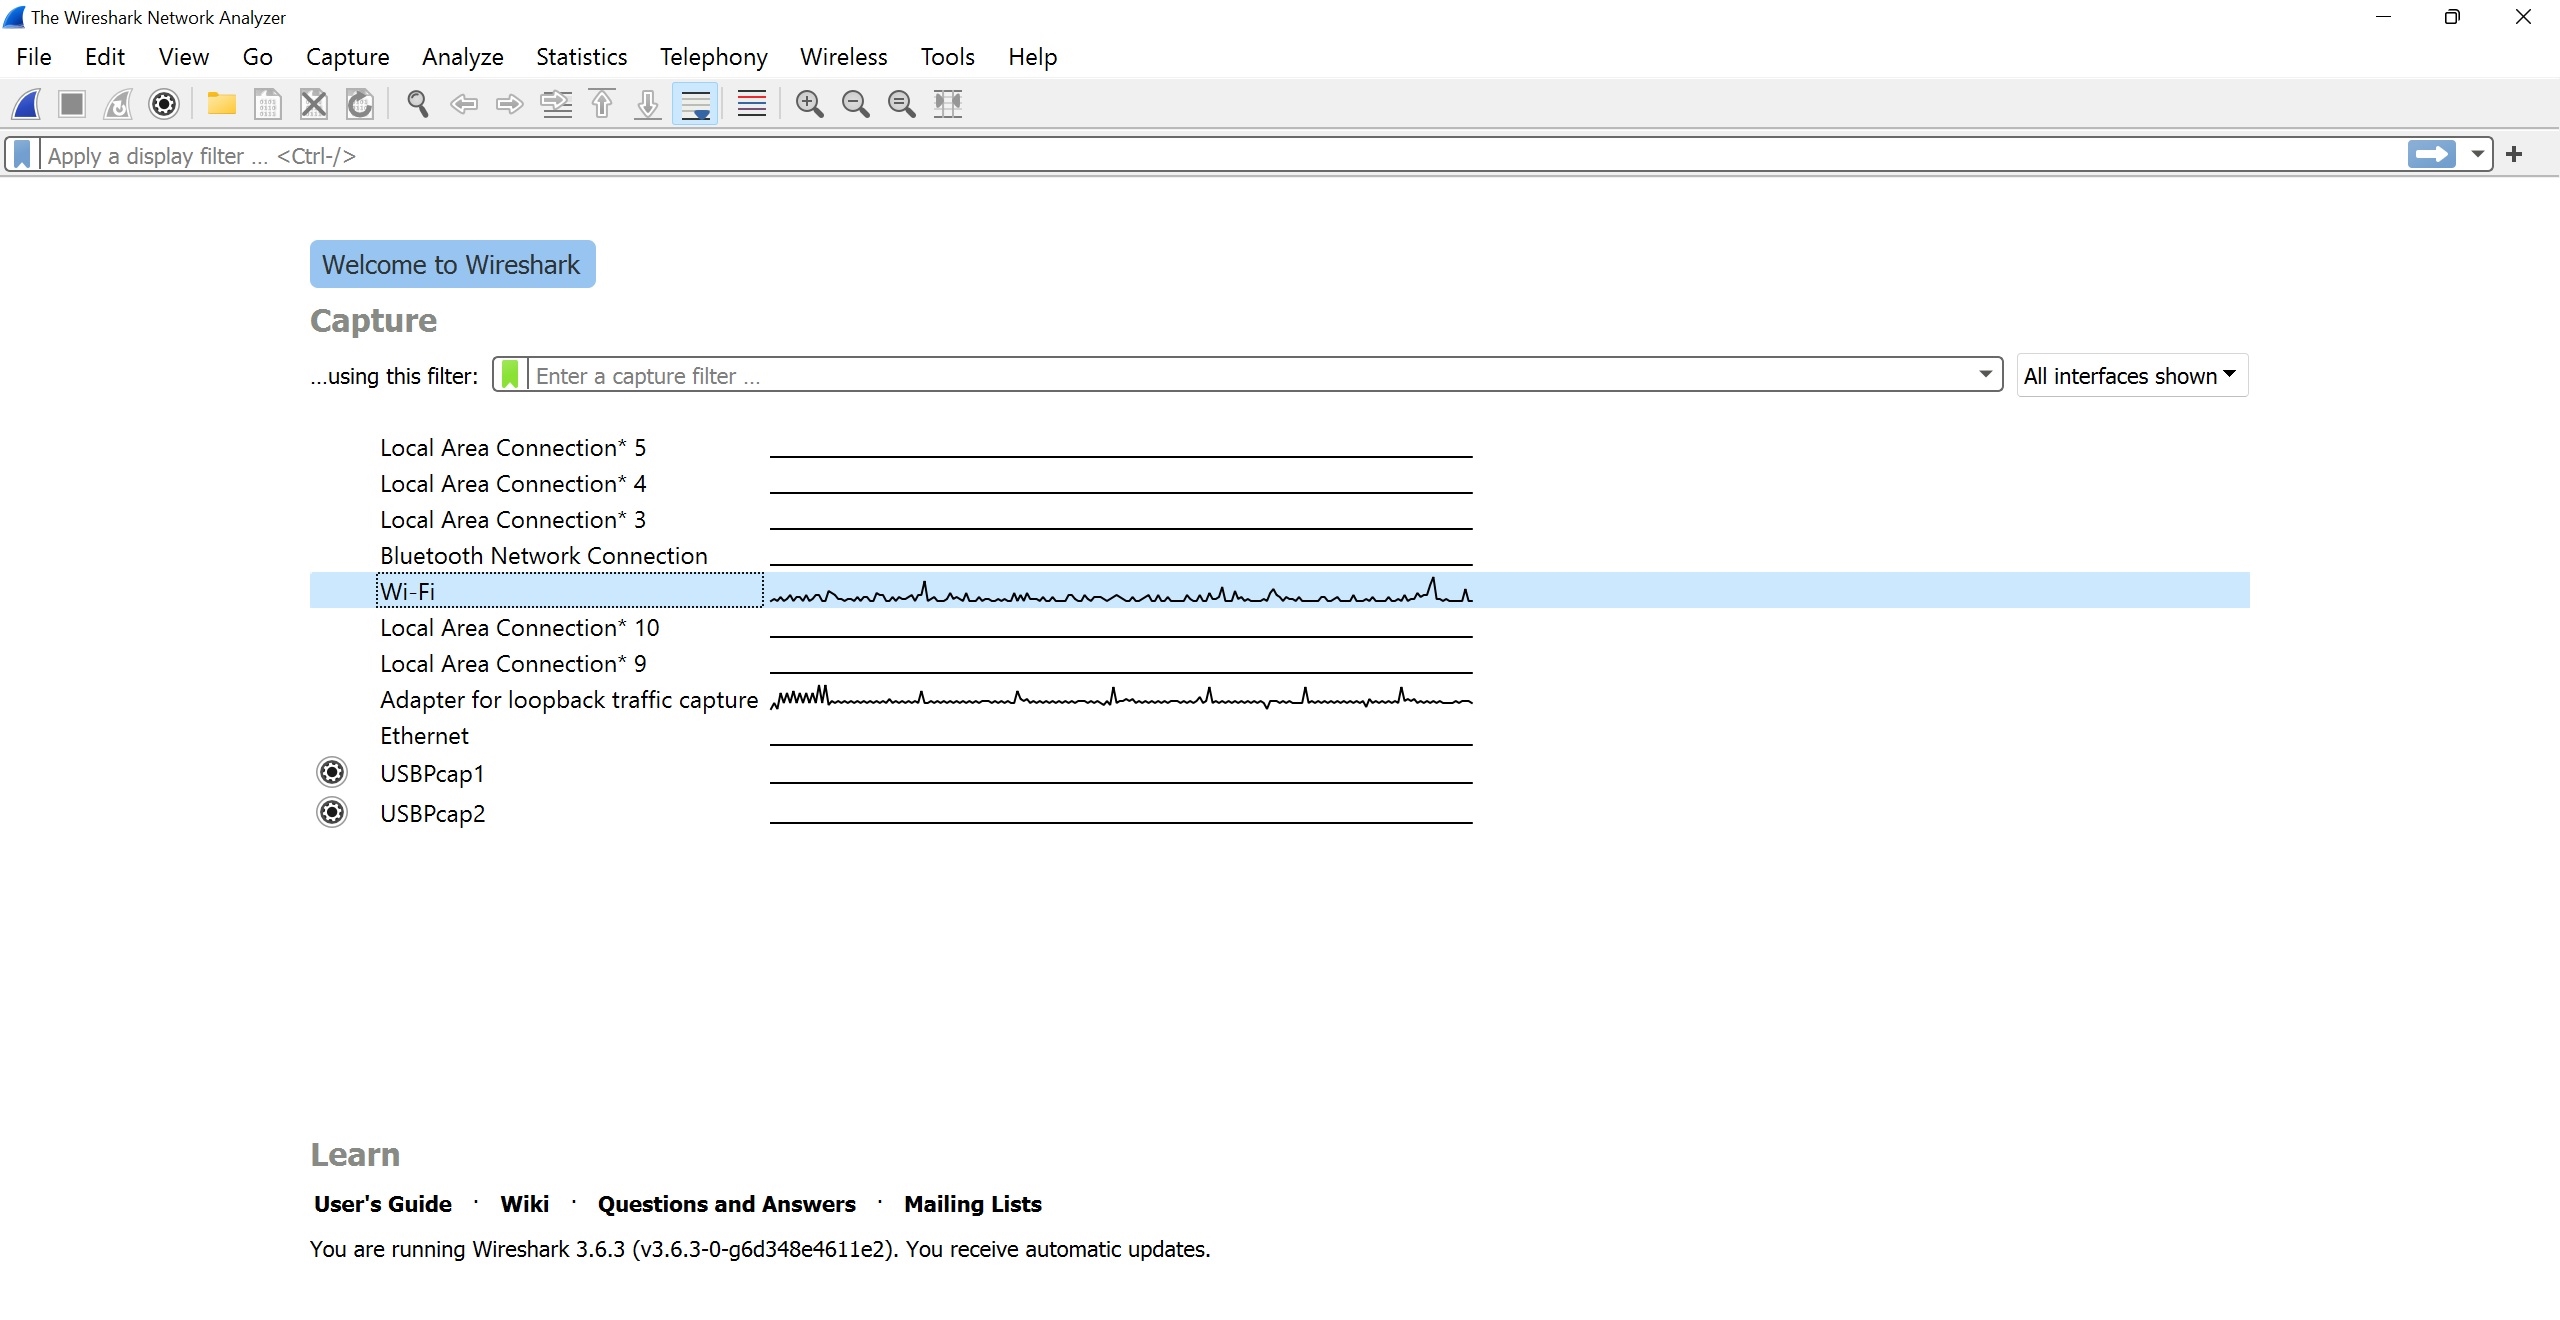 The Wireshark Network Analyzer
File Edit View Go Capture Analyze Statistics Telephony Wireless Tools Help
Apply a display filter ... <Ctrl-/>
Welcome to Wireshark
Capture
...using this filter: Enter a capture filter ... All interfaces shown
Local Area Connection* 5
Local Area Connection* 4
Local Area Connection* 3
Bluetooth Network Connection
Wi-Fi
Local Area Connection* 10
Local Area Connection* 9
Adapter for loopback traffic capture
Ethernet
USBPcap1
USBPcap2
Learn
User's Guide · Wiki · Questions and Answers · Mailing Lists
You are running Wireshark 3.6.3 (v3.6.3-0-g6d348e4611e2). You receive automatic updates.